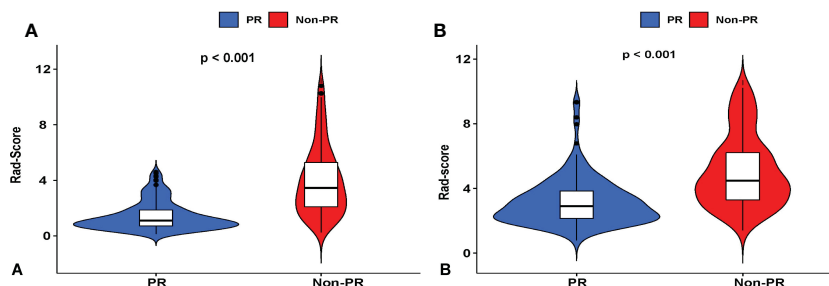 PR Non-PR
A
p < 0.001
12
8
4
0
Rad-Score
A
PR Non-PR
PR Non-PR
B
p < 0.001
12
8
4
0
Rad-score
B
PR Non-PR